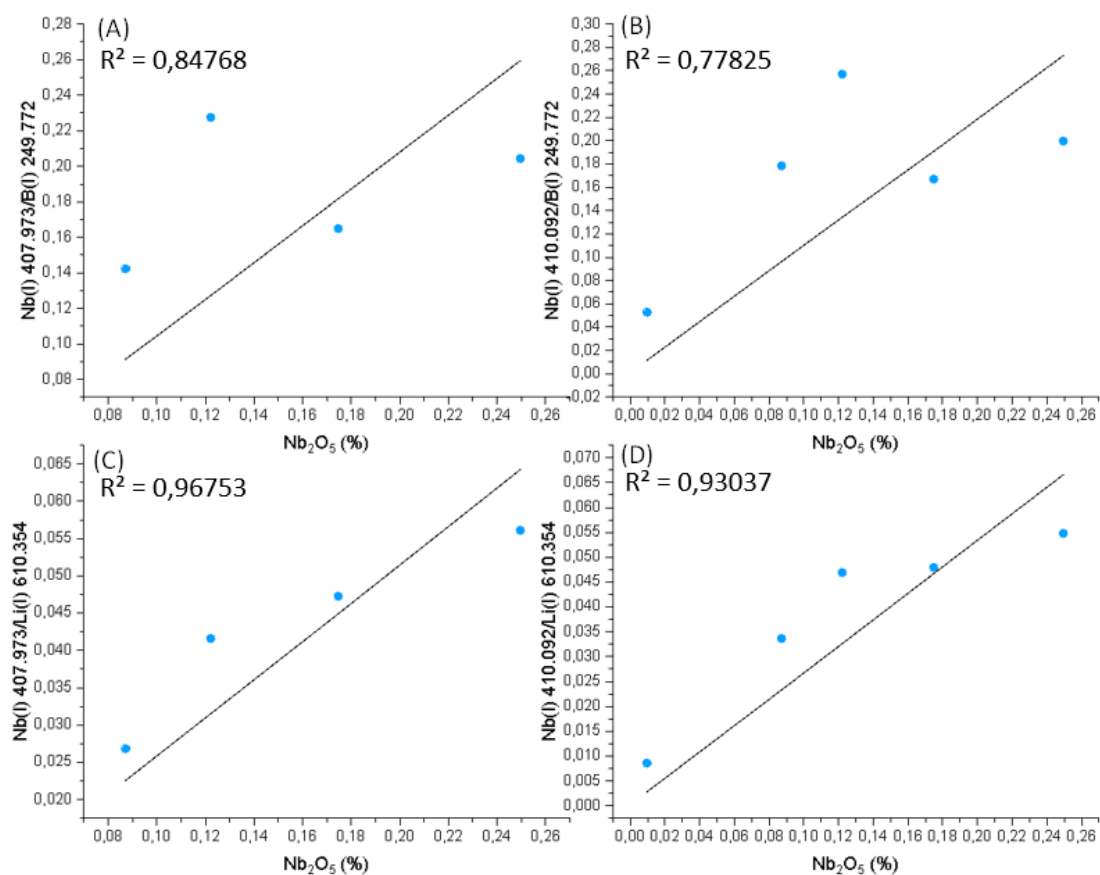 (A)
R² = 0,84768
Nb(I) 407.973/B(I) 249.772
0,28
0,26
0,24
0,22
0,20
0,18
0,16
0,14
0,12
0,10
0,08
0,08 0,10 0,12 0,14 0,16 0,18 0,20 0,22 0,24 0,26
Nb₂O₅ (%)
(B)
R² = 0,77825
Nb(I) 410.092/B(I) 249.772
0,30
0,28
0,26
0,24
0,22
0,20
0,18
0,16
0,14
0,12
0,10
0,08
0,06
0,04
0,02
0,00
-0,02
0,00 0,02 0,04 0,06 0,08 0,10 0,12 0,14 0,16 0,18 0,20 0,22 0,24 0,26
Nb₂O₅ (%)
(C)
R² = 0,96753
Nb(I) 407.973/Li(I) 610.354
0,065
0,060
0,055
0,050
0,045
0,040
0,035
0,030
0,025
0,020
0,08 0,10 0,12 0,14 0,16 0,18 0,20 0,22 0,24 0,26
Nb₂O₅ (%)
(D)
R² = 0,93037
Nb(I) 410.092/Li(I) 610.354
0,070
0,065
0,060
0,055
0,050
0,045
0,040
0,035
0,030
0,025
0,020
0,015
0,010
0,005
0,000
0,00 0,02 0,04 0,06 0,08 0,10 0,12 0,14 0,16 0,18 0,20 0,22 0,24 0,26
Nb₂O₅ (%)